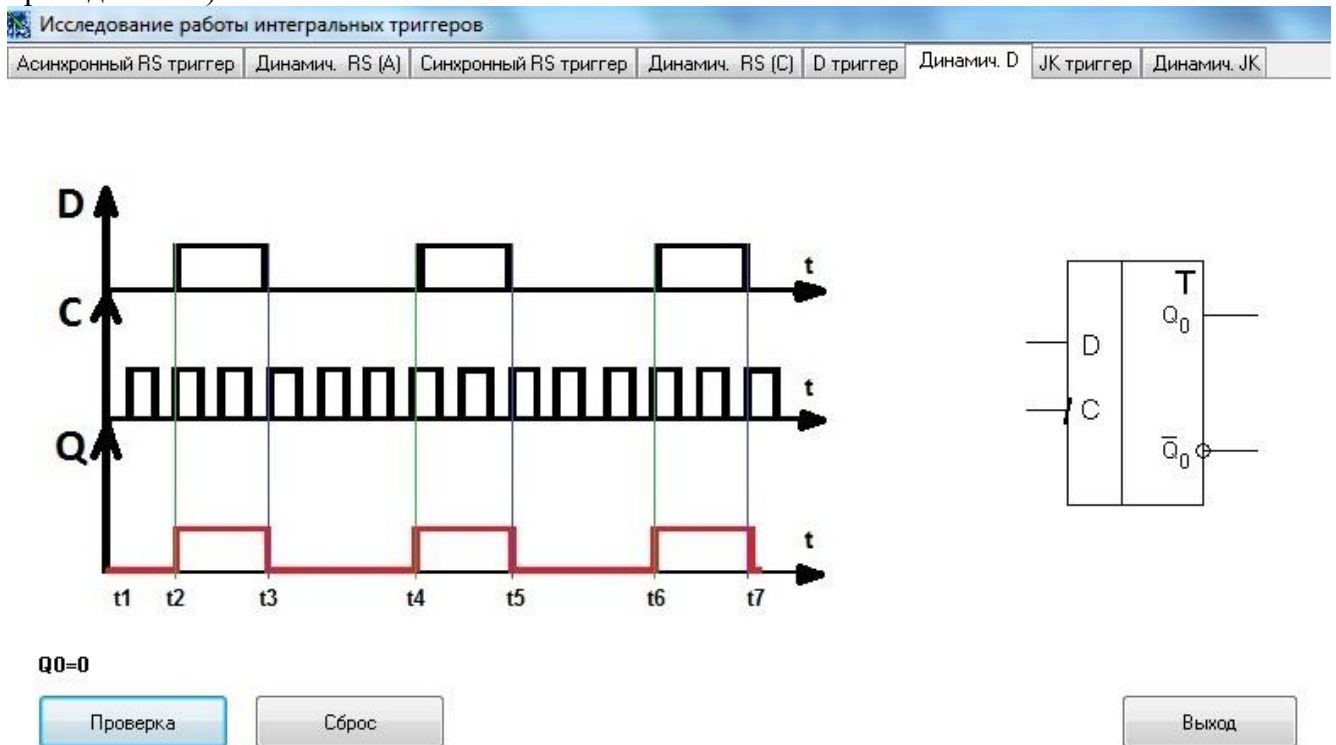 Исследование работы интегральных триггеров
Асинхронный RS триггер Динамич. RS (A) Синхронный RS триггер Динамич. RS (C) D триггер Динамич. D JK триггер Динамич. JK
D
t
C
t
Q
t
t1 t2 t3 t4 t5 t6 t7
T
Q0
D
C
Q̅0
Q0=0
Проверка Сброс Выход